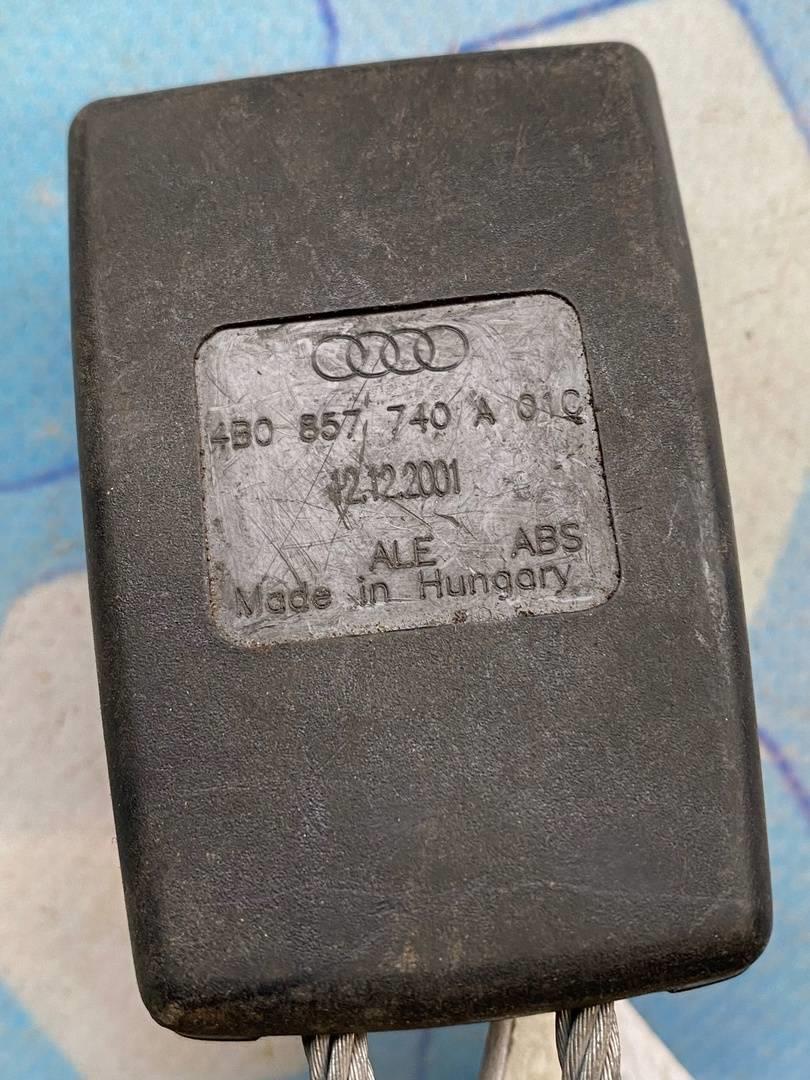 4B0 857 740 A 01C
12.12.2001
ALE ABS
Made in Hungary